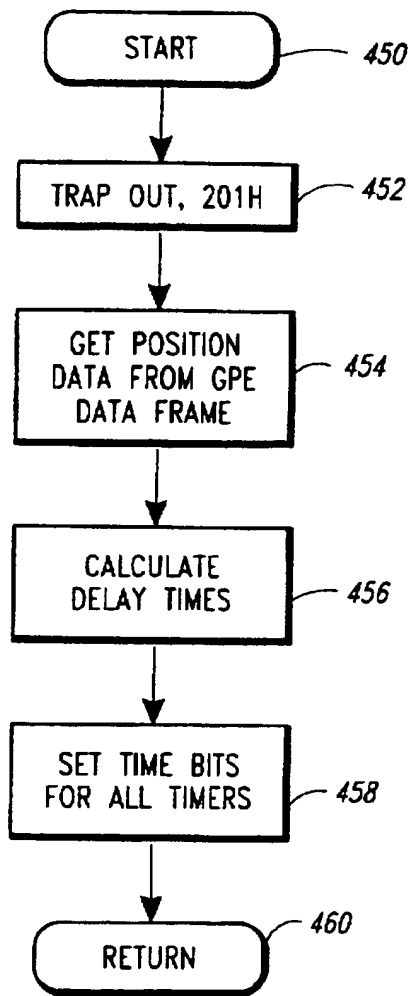 START
450
TRAP OUT, 201H
452
GET POSITION
DATA FROM GPE
DATA FRAME
454
CALCULATE
DELAY TIMES
456
SET TIME BITS
FOR ALL TIMERS
458
RETURN
460